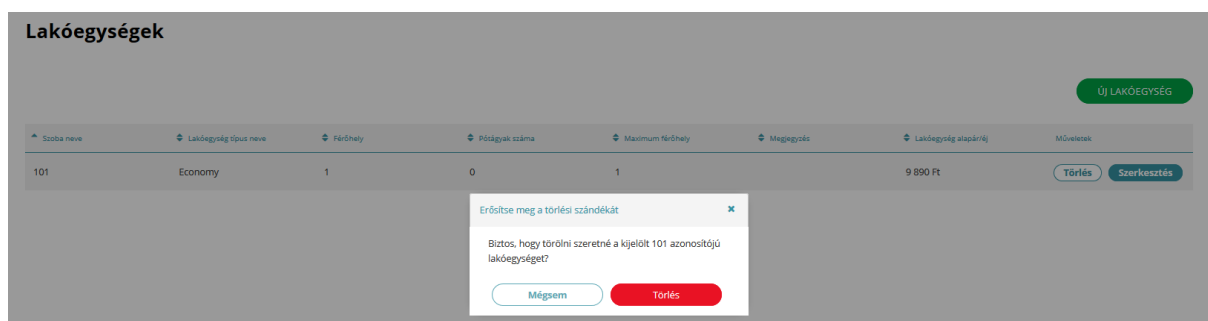 Lakóegységek
ÚJ LAKÓEGYSÉG
Szoba neve Lakóegység típus neve Férőhely Pótágyak száma Maximum férőhely Megjegyzés Lakóegység alapár/éj Műveletek
101 Economy 1 0 1 9 890 Ft Törlés Szerkesztés
Erősítse meg a törlési szándékát
Biztos, hogy törölni szeretné a kijelölt 101 azonosítójú
lakóegységet?
Mégsem Törlés